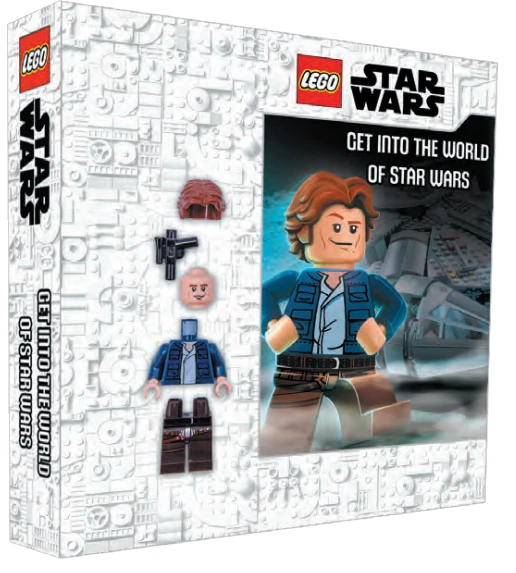 LEGO
STAR
WARS
GET INTO THE WORLD
OF STAR WARS
LEGO
STAR
WARS
GET INTO THE WORLD
OF STAR WARS